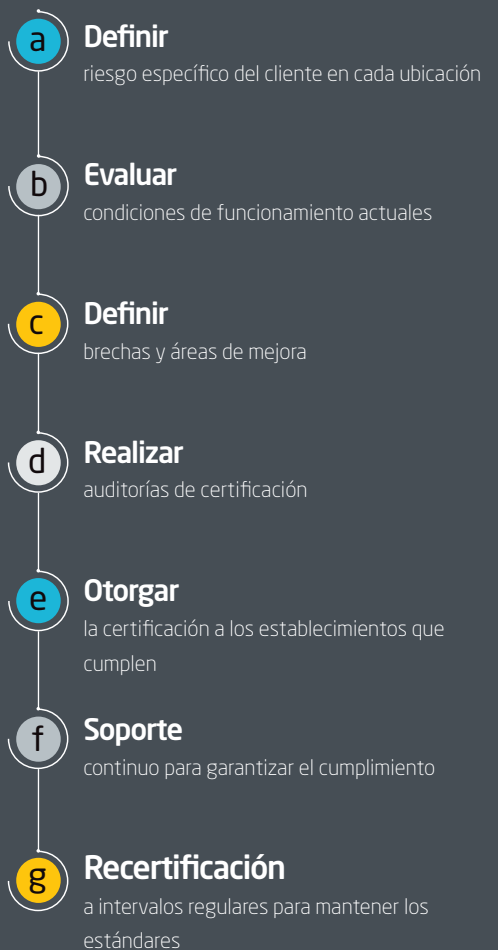 a
Definir
riesgo específico del cliente en cada ubicación
b
Evaluar
condiciones de funcionamiento actuales
c
Definir
brechas y áreas de mejora
d
Realizar
auditorías de certificación
e
Otorgar
la certificación a los establecimientos que
cumplen
f
Soporte
continuo para garantizar el cumplimiento
g
Recertificación
a intervalos regulares para mantener los
estándares